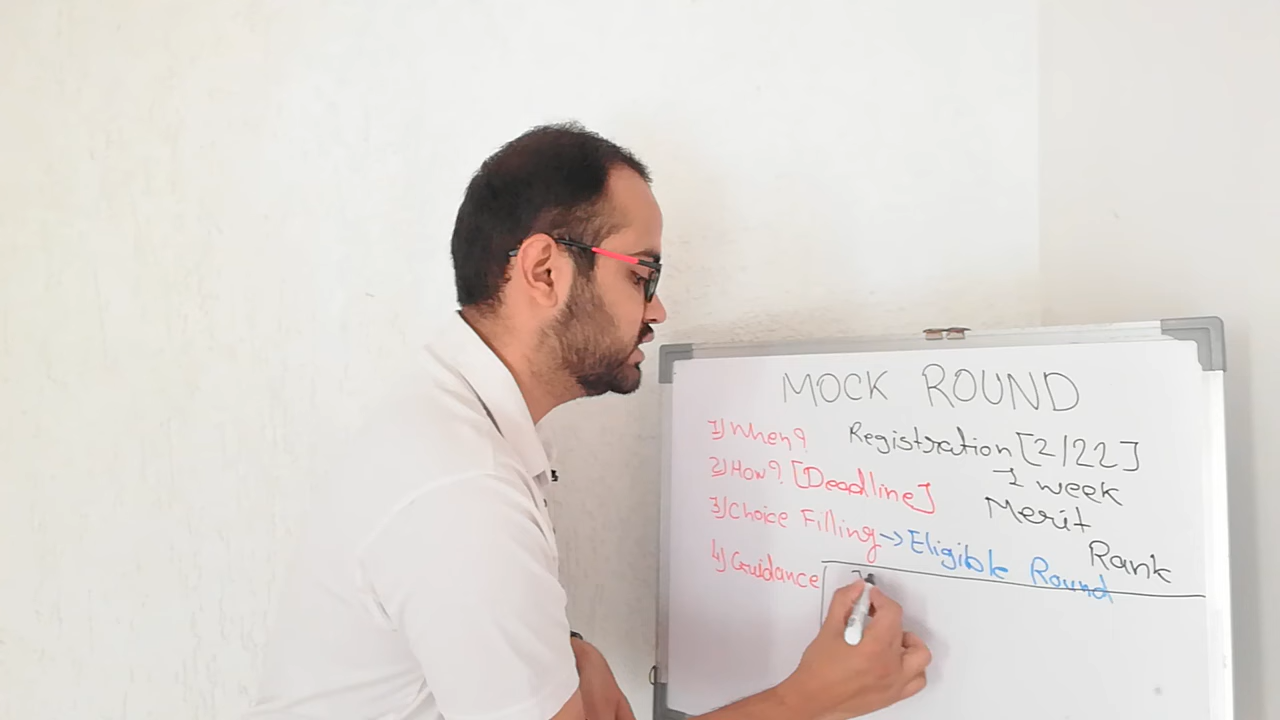 MOCK ROUND
1) When? Registration [2/22]
1 week
2) How? [Deadline] Merit
3) Choice Filling → Eligible Round
Rank
4) Guidance